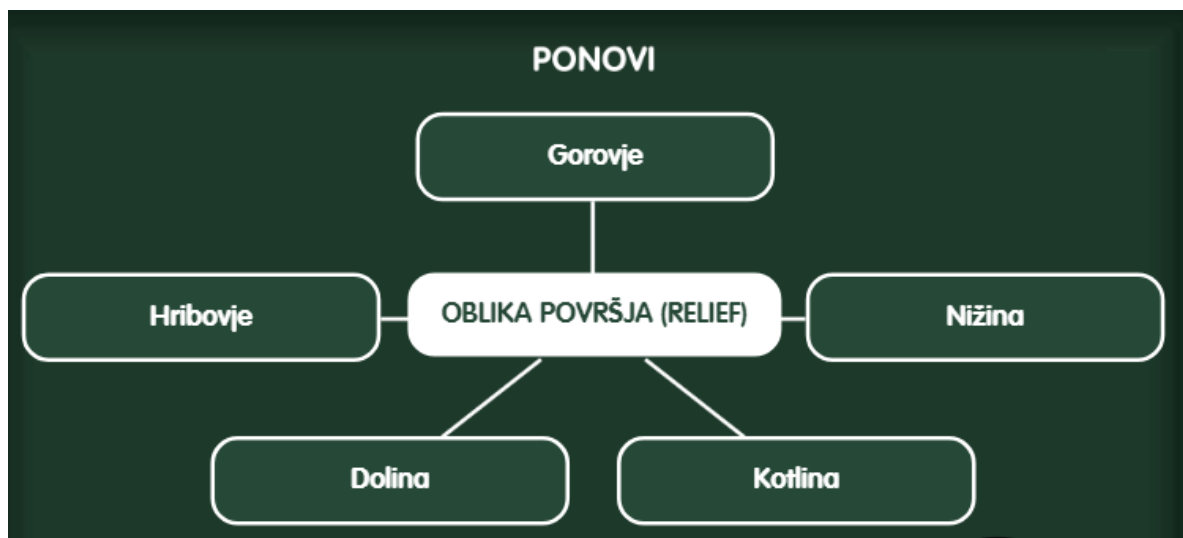 PONOVI
Gorovje
Hribovje
OBLIKA POVRŠJA (RELIEF)
Nižina
Dolina
Kotlina